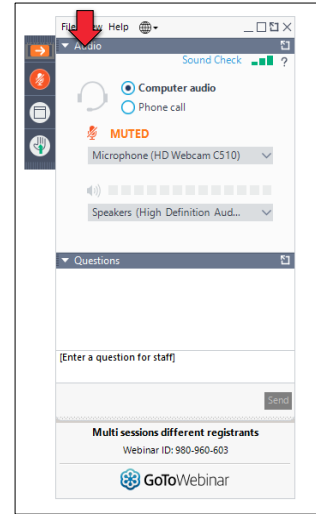 File View Help
Audio
Sound Check ?
Computer audio
Phone call
MUTED
Microphone (HD Webcam C510)
Speakers (High Definition Aud...
Questions
[Enter a question for staff]
Send
Multi sessions different registrants
Webinar ID: 980-960-603
GoToWebinar